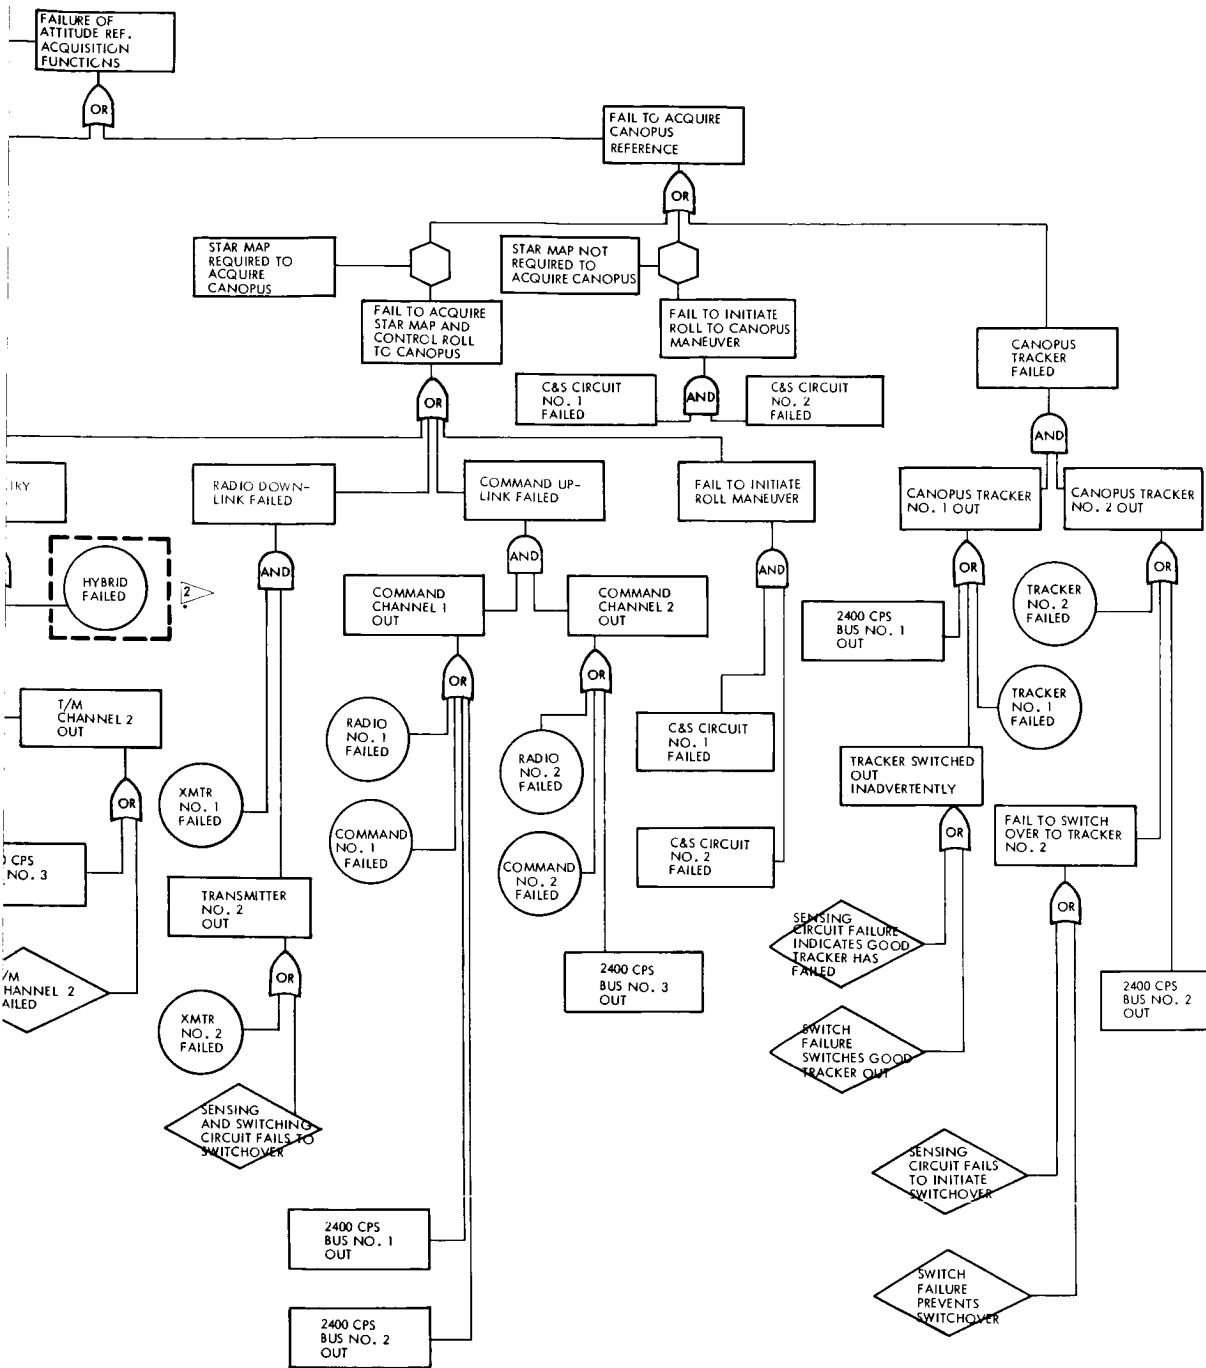 FAILURE OF
ATTITUDE REF.
ACQUISITION
FUNCTIONS
OR
FAIL TO ACQUIRE
CANOPUS
REFERENCE
OR
STAR MAP
REQUIRED TO
ACQUIRE
CANOPUS
STAR MAP NOT
REQUIRED TO
ACQUIRE CANOPUS
FAIL TO ACQUIRE
STAR MAP AND
CONTROL ROLL
TO CANOPUS
FAIL TO INITIATE
ROLL TO CANOPUS
MANEUVER
CANOPUS
TRACKER
FAILED
OR
C&S CIRCUIT
NO. 1
FAILED
AND
C&S CIRCUIT
NO. 2
FAILED
AND
RADIO DOWN-
LINK FAILED
COMMAND UP-
LINK FAILED
FAIL TO INITIATE
ROLL MANEUVER
CANOPUS TRACKER
NO. 1 OUT
CANOPUS TRACKER
NO. 2 OUT
HYBRID
FAILED
2
AND
AND
AND
OR
OR
COMMAND
CHANNEL 1
OUT
COMMAND
CHANNEL 2
OUT
2400 CPS
BUS NO. 1
OUT
TRACKER
NO. 2
FAILED
OR
OR
TRACKER
NO. 1
FAILED
T/M
CHANNEL 2
OUT
RADIO
NO. 1
FAILED
RADIO
NO. 2
FAILED
C&S CIRCUIT
NO. 1
FAILED
TRACKER SWITCHED
OUT
INADVERTENTLY
OR
XMTR
NO. 1
FAILED
COMMAND
NO. 1
FAILED
COMMAND
NO. 2
FAILED
C&S CIRCUIT
NO. 2
FAILED
OR
FAIL TO SWITCH
OVER TO TRACKER
NO. 2
CPS
NO. 3
TRANSMITTER
NO. 2
OUT
OR
SENSING
CIRCUIT FAILURE
INDICATES GOOD
TRACKER HAS
FAILED
OR
2400 CPS
BUS NO. 3
OUT
2400 CPS
BUS NO. 2
OUT
/M
HANNEL 2
AILED
XMTR
NO. 2
FAILED
SWITCH
FAILURE
SWITCHES GOOD
TRACKER OUT
SENSING
AND SWITCHING
CIRCUIT FAILS TO
SWITCHOVER
SENSING
CIRCUIT FAILS
TO INITIATE
SWITCHOVER
2400 CPS
BUS NO. 1
OUT
SWITCH
FAILURE
PREVENTS
SWITCHOVER
2400 CPS
BUS NO. 2
OUT